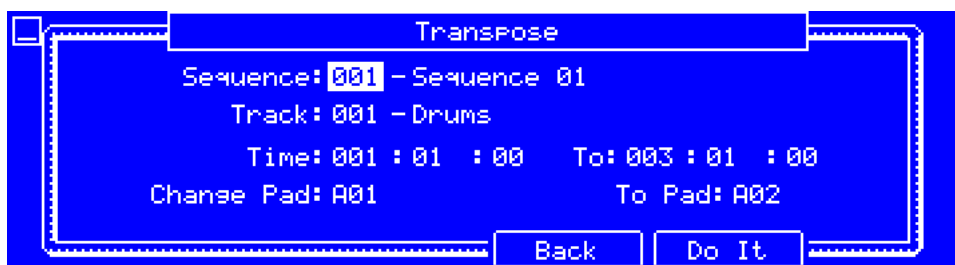 Transpose
Sequence: 001 - Sequence 01
Track: 001 - Drums
Time: 001 : 01 : 00 To: 003 : 01 : 00
Change Pad: A01 To Pad: A02
Back Do It